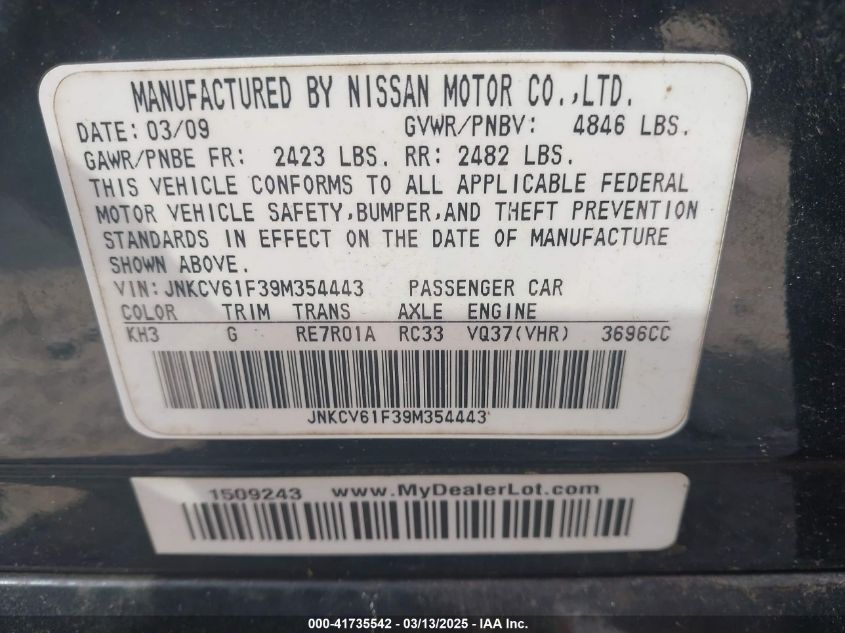 MANUFACTURED BY NISSAN MOTOR CO.,LTD.
DATE: 03/09 GVWR/PNBV: 4846 LBS.
GAWR/PNBE FR: 2423 LBS. RR: 2482 LBS.
THIS VEHICLE CONFORMS TO ALL APPLICABLE FEDERAL
MOTOR VEHICLE SAFETY,BUMPER,AND THEFT PREVENTION
STANDARDS IN EFFECT ON THE DATE OF MANUFACTURE
SHOWN ABOVE.
VIN: JNKCV61F39M354443 PASSENGER CAR
COLOR TRIM TRANS AXLE ENGINE
KH3 G RE7R01A RC33 VQ37(VHR) 3696CC
JNKCV61F39M354443
1509243 www.MyDealerLot.com
000-41735542 - 03/13/2025 - IAA Inc.